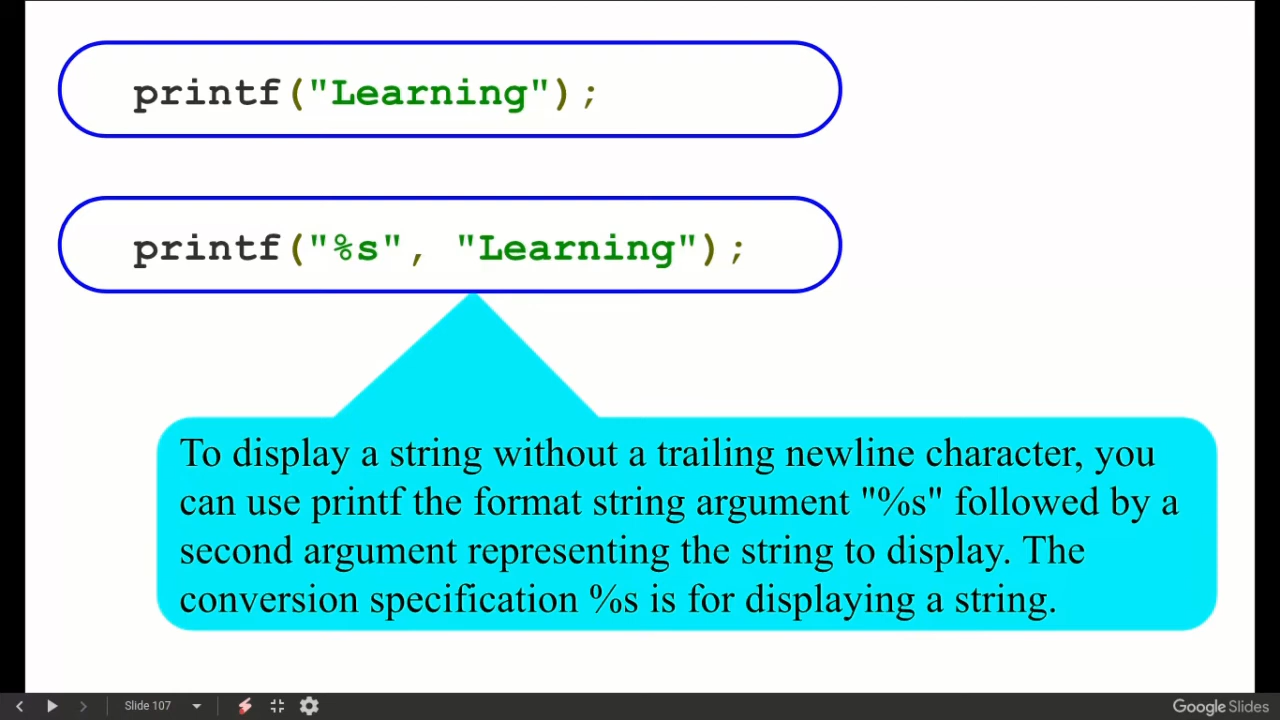 printf("Learning");
printf("%s", "Learning");
To display a string without a trailing newline character, you
can use printf the format string argument "%s" followed by a
second argument representing the string to display. The
conversion specification %s is for displaying a string.
Slide 107
Google Slides